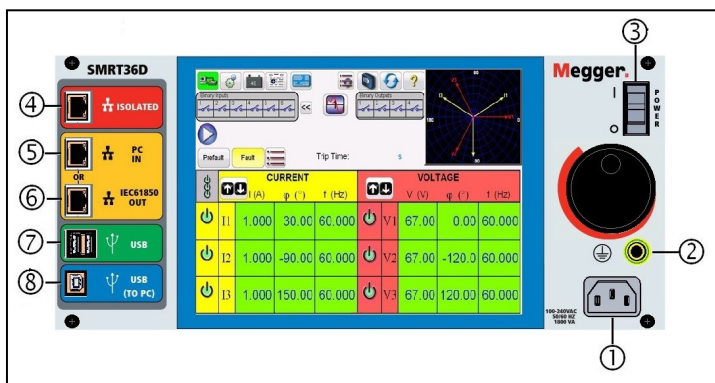 ③
SMRT36D
Megger.
POWER
I
O
④
ISOLATED
Binary Inputs
Binary Outputs
<<
?
⑤
PC
IN
OR
⑥
IEC61850
OUT
Prefault
Fault
Trip Time:
s
CURRENT
VOLTAGE
I (A)
φ (°)
f (Hz)
V (V)
φ (°)
f (Hz)
⑦
USB
I1 1.000 30.00 60.000 V1 67.00 0.00 60.000
②
I2 1.000 -90.00 60.000 V2 67.00 -120.0 60.000
⑧
USB
(TO PC)
I3 1.000 150.00 60.000 V3 67.00 120.00 60.000
100-240VAC
50/60 HZ
1800 VA
①